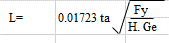 L= 0.01723 ta √(Fy / H. Ge)